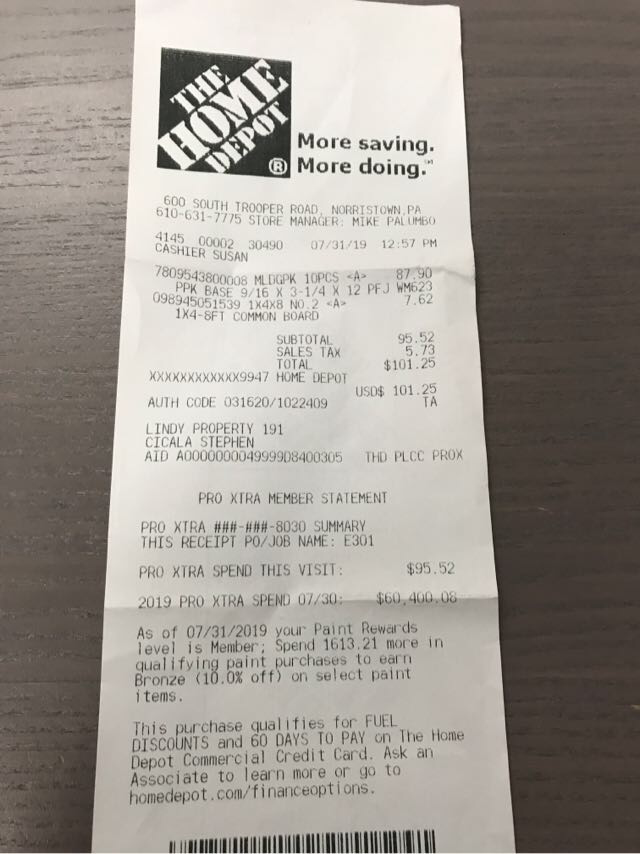 THE
HOME
DEPOT
®
More saving.
More doing.℠
600 SOUTH TROOPER ROAD, NORRISTOWN,PA
610-631-7775 STORE MANAGER: MIKE PALUMBO
4145 00002 30490 07/31/19 12:57 PM
CASHIER SUSAN
7809543800008 MLDGPK 10PCS <A> 87.90
PPK BASE 9/16 X 3-1/4 X 12 PFJ WM623
098945051539 1X4X8 NO.2 <A> 7.62
1X4-8FT COMMON BOARD
SUBTOTAL 95.52
SALES TAX 5.73
TOTAL $101.25
XXXXXXXXXXXX9947 HOME DEPOT
USD$ 101.25
AUTH CODE 031620/1022409 TA
LINDY PROPERTY 191
CICALA STEPHEN
AID A0000000049999D8400305 THD PLCC PROX
PRO XTRA MEMBER STATEMENT
PRO XTRA ###-###-8030 SUMMARY
THIS RECEIPT PO/JOB NAME: E301
PRO XTRA SPEND THIS VISIT: $95.52
2019 PRO XTRA SPEND 07/30: $60,400.08
As of 07/31/2019 your Paint Rewards
level is Member; Spend 1613.21 more in
qualifying paint purchases to earn
Bronze (10.0% off) on select paint
items.
This purchase qualifies for FUEL
DISCOUNTS and 60 DAYS TO PAY on The Home
Depot Commercial Credit Card. Ask an
Associate to learn more or go to
homedepot.com/financeoptions.